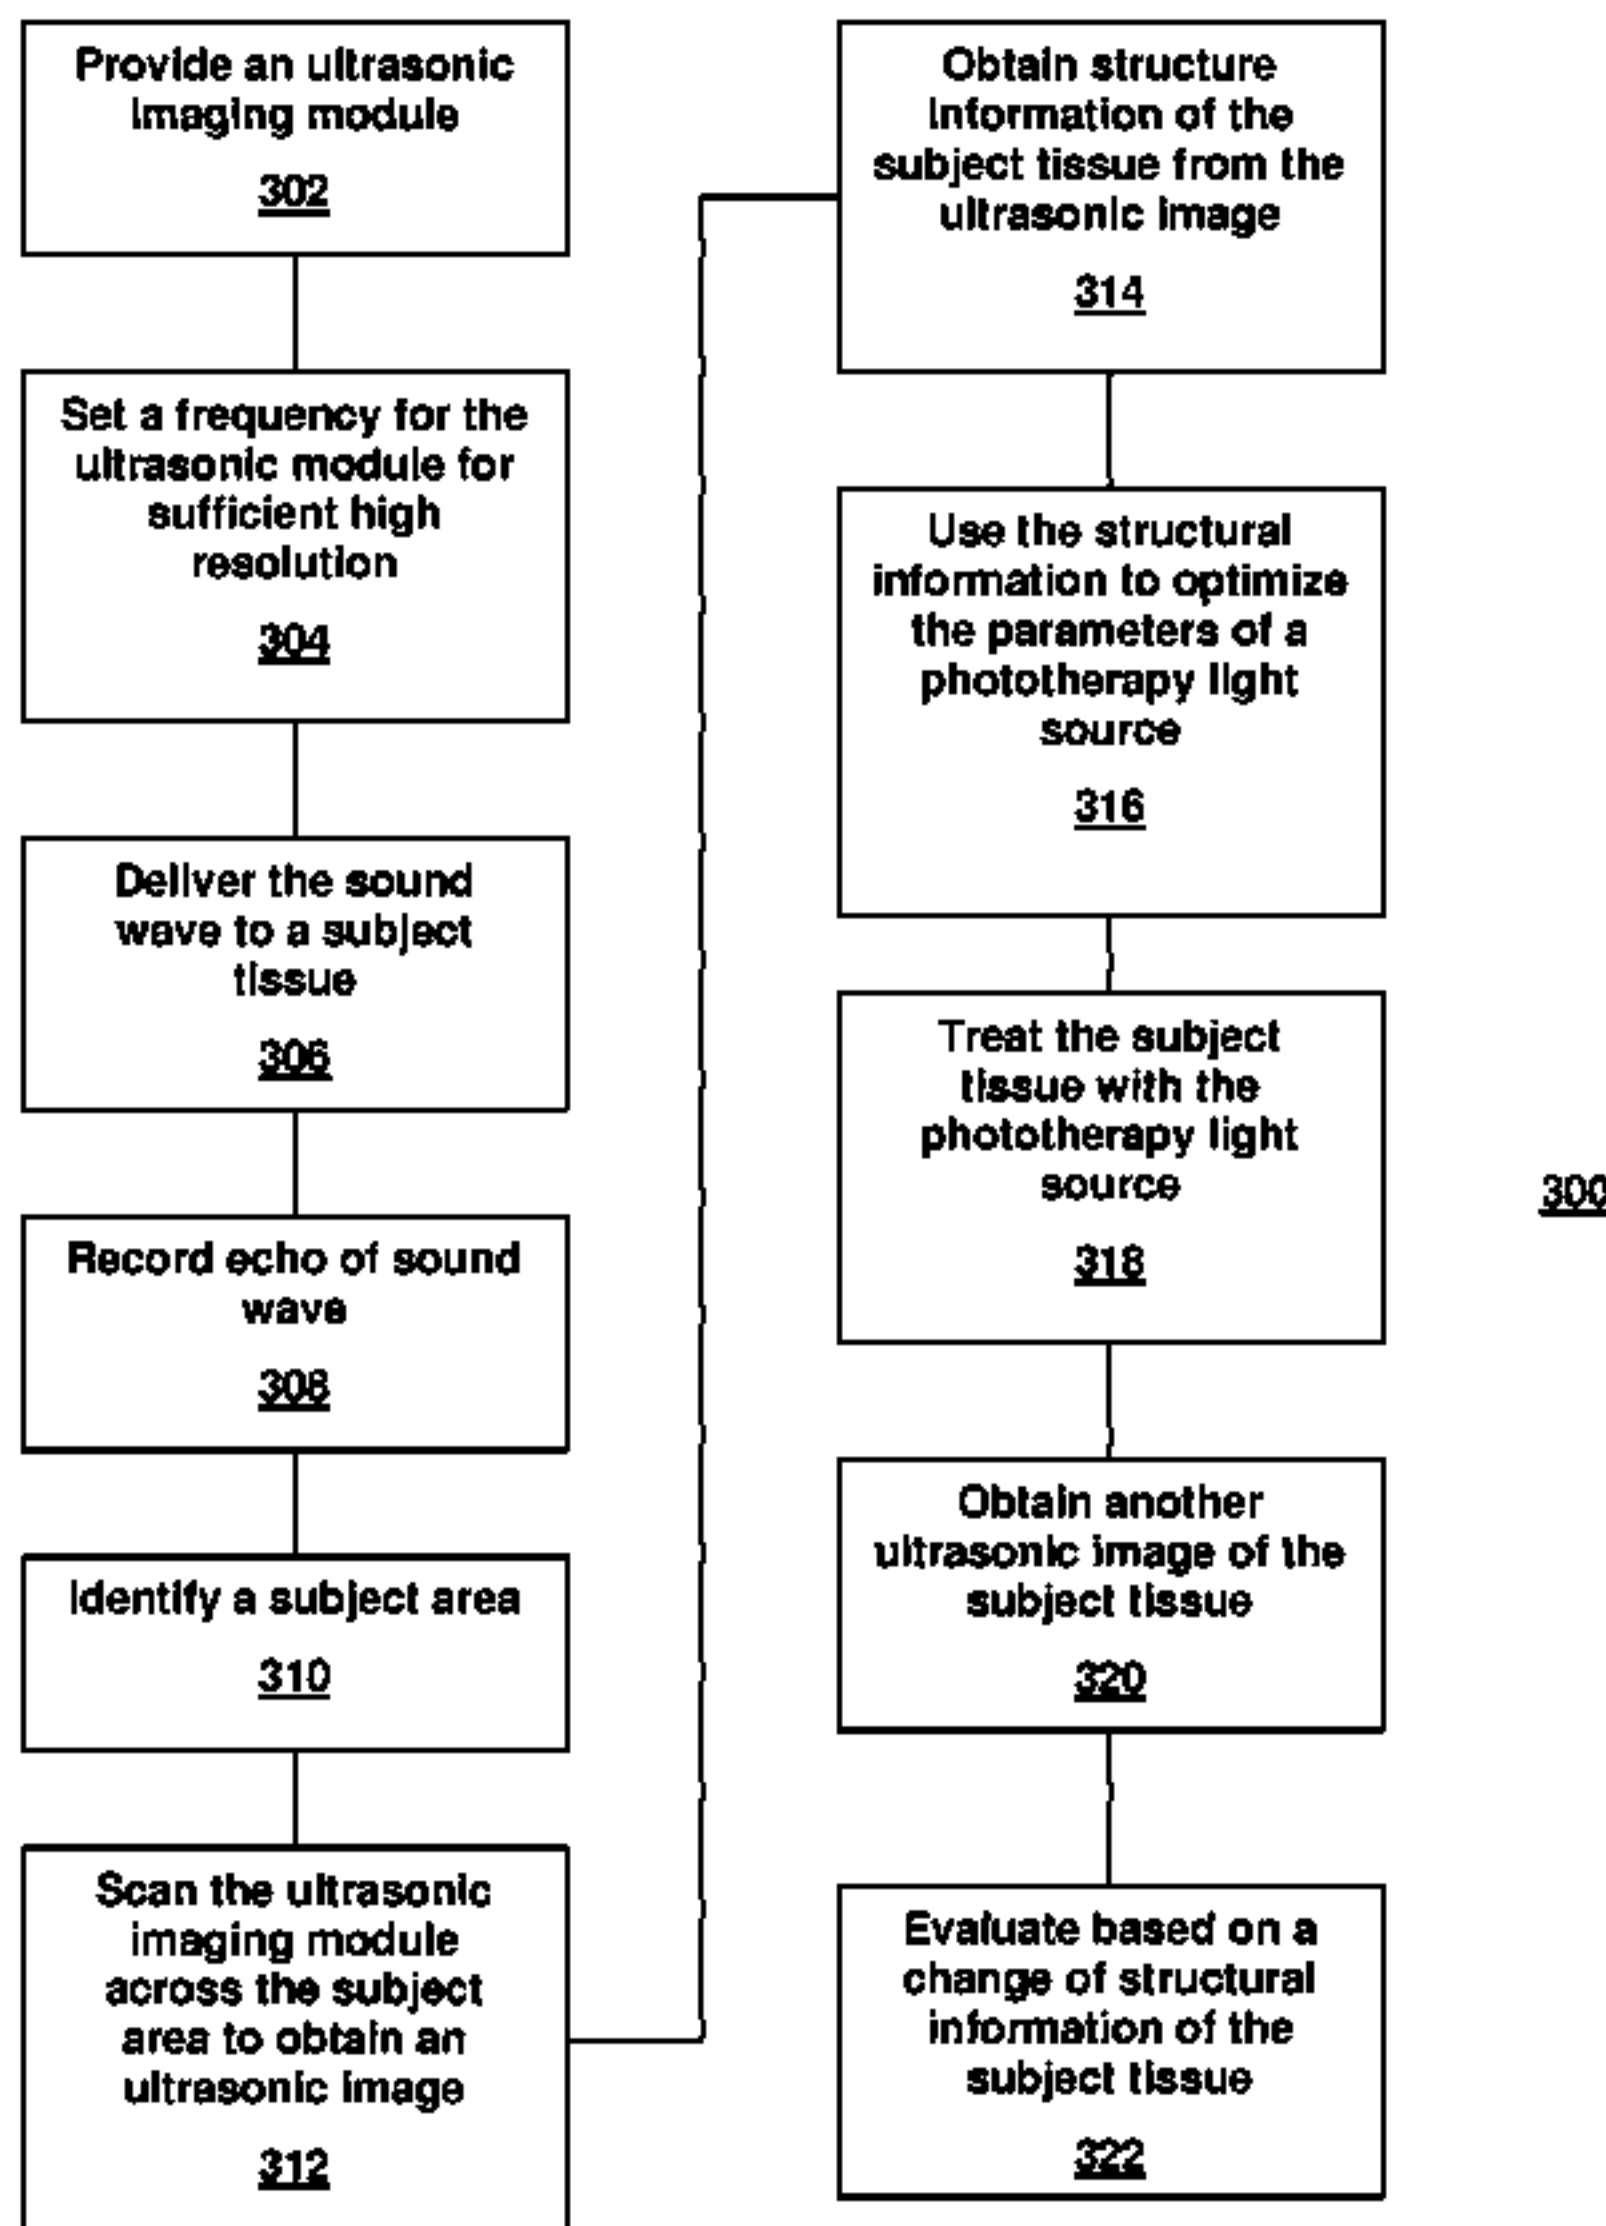 Provide an ultrasonic
imaging module
302
Set a frequency for the
ultrasonic module for
sufficient high
resolution
304
Deliver the sound
wave to a subject
tissue
306
Record echo of sound
wave
308
Identify a subject area
310
Scan the ultrasonic
imaging module
across the subject
area to obtain an
ultrasonic image
312
Obtain structure
information of the
subject tissue from the
ultrasonic image
314
Use the structural
information to optimize
the parameters of a
phototherapy light
source
316
Treat the subject
tissue with the
phototherapy light
source
318
Obtain another
ultrasonic image of the
subject tissue
320
Evaluate based on a
change of structural
information of the
subject tissue
322
300